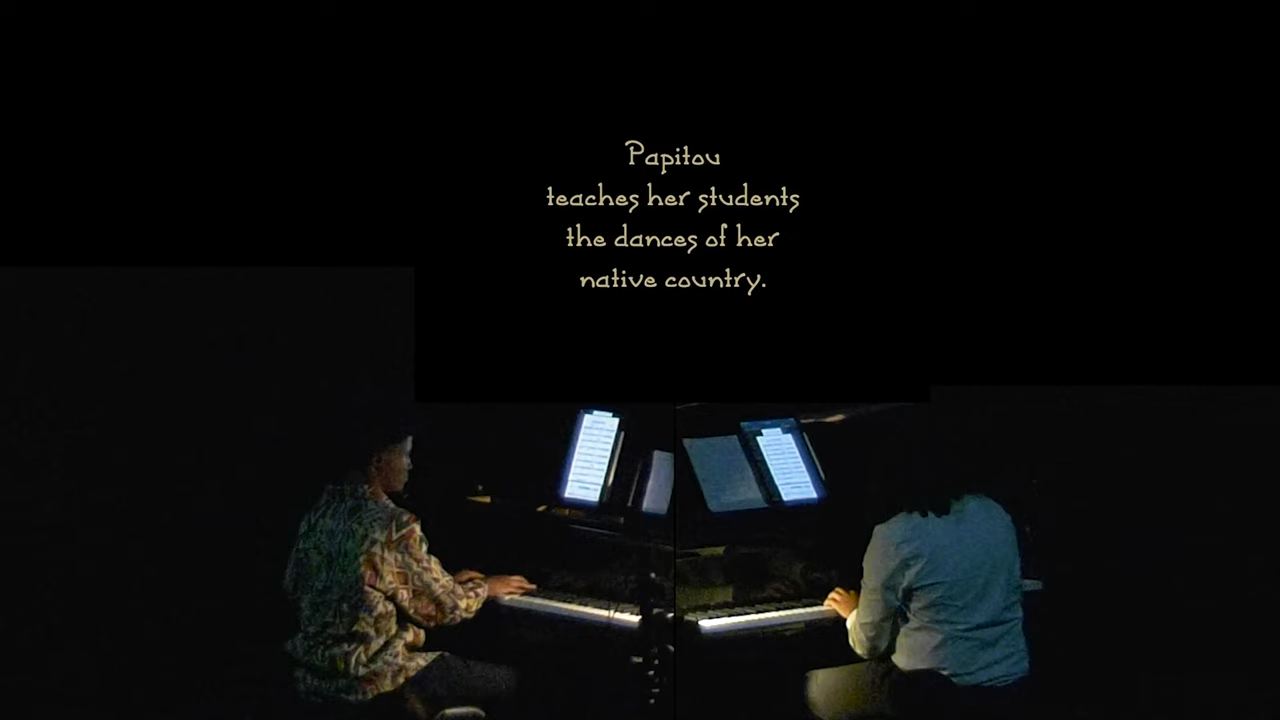 Papitou
teaches her students
the dances of her
native country.